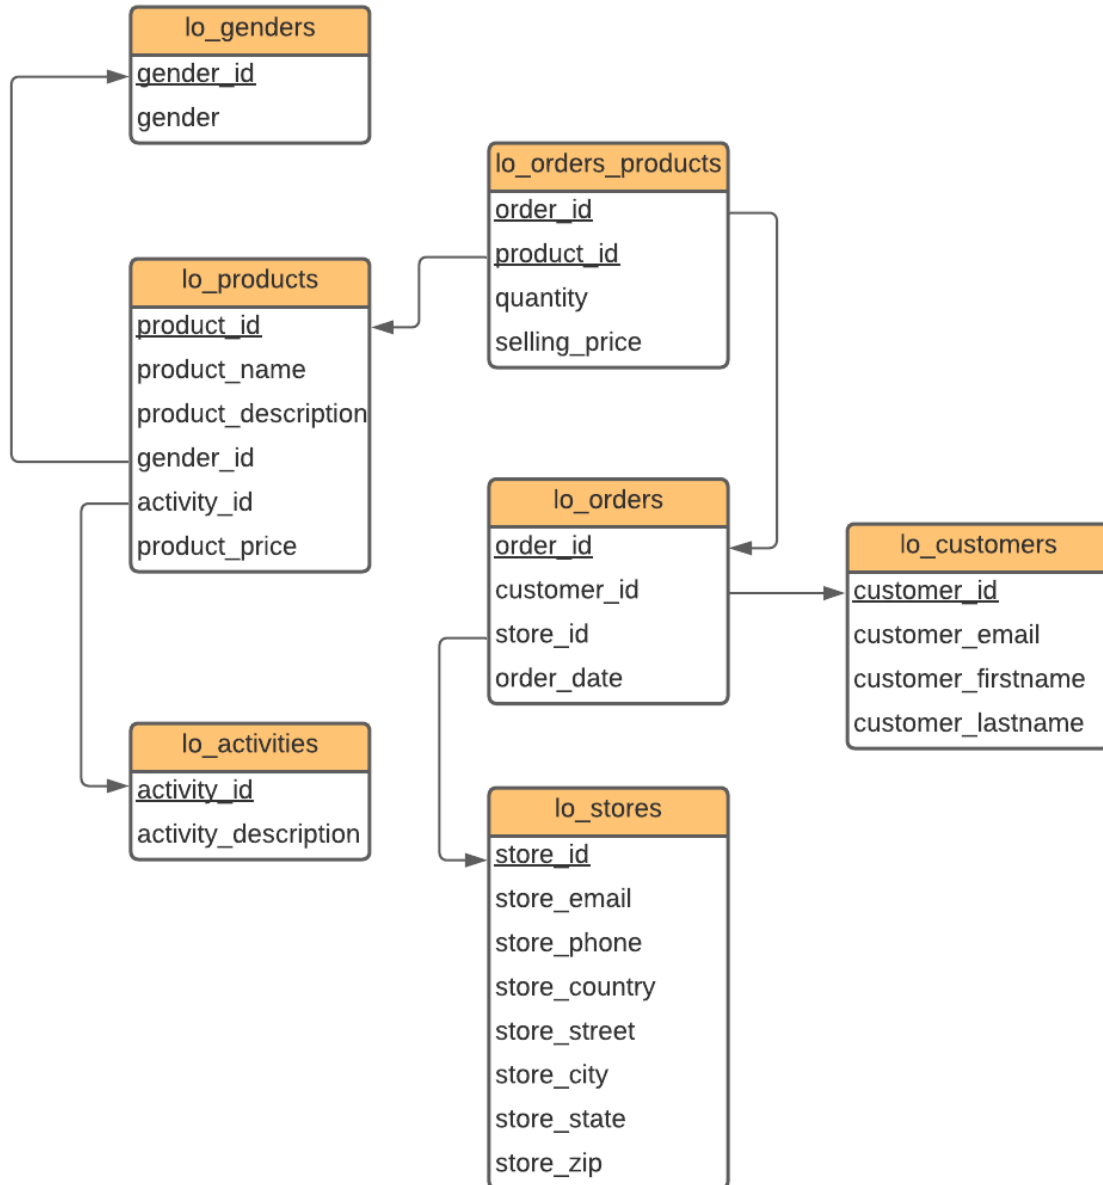 lo_genders
gender_id
gender
lo_orders_products
order_id
product_id
quantity
selling_price
lo_products
product_id
product_name
product_description
gender_id
activity_id
product_price
lo_orders
order_id
customer_id
store_id
order_date
lo_customers
customer_id
customer_email
customer_firstname
customer_lastname
lo_activities
activity_id
activity_description
lo_stores
store_id
store_email
store_phone
store_country
store_street
store_city
store_state
store_zip